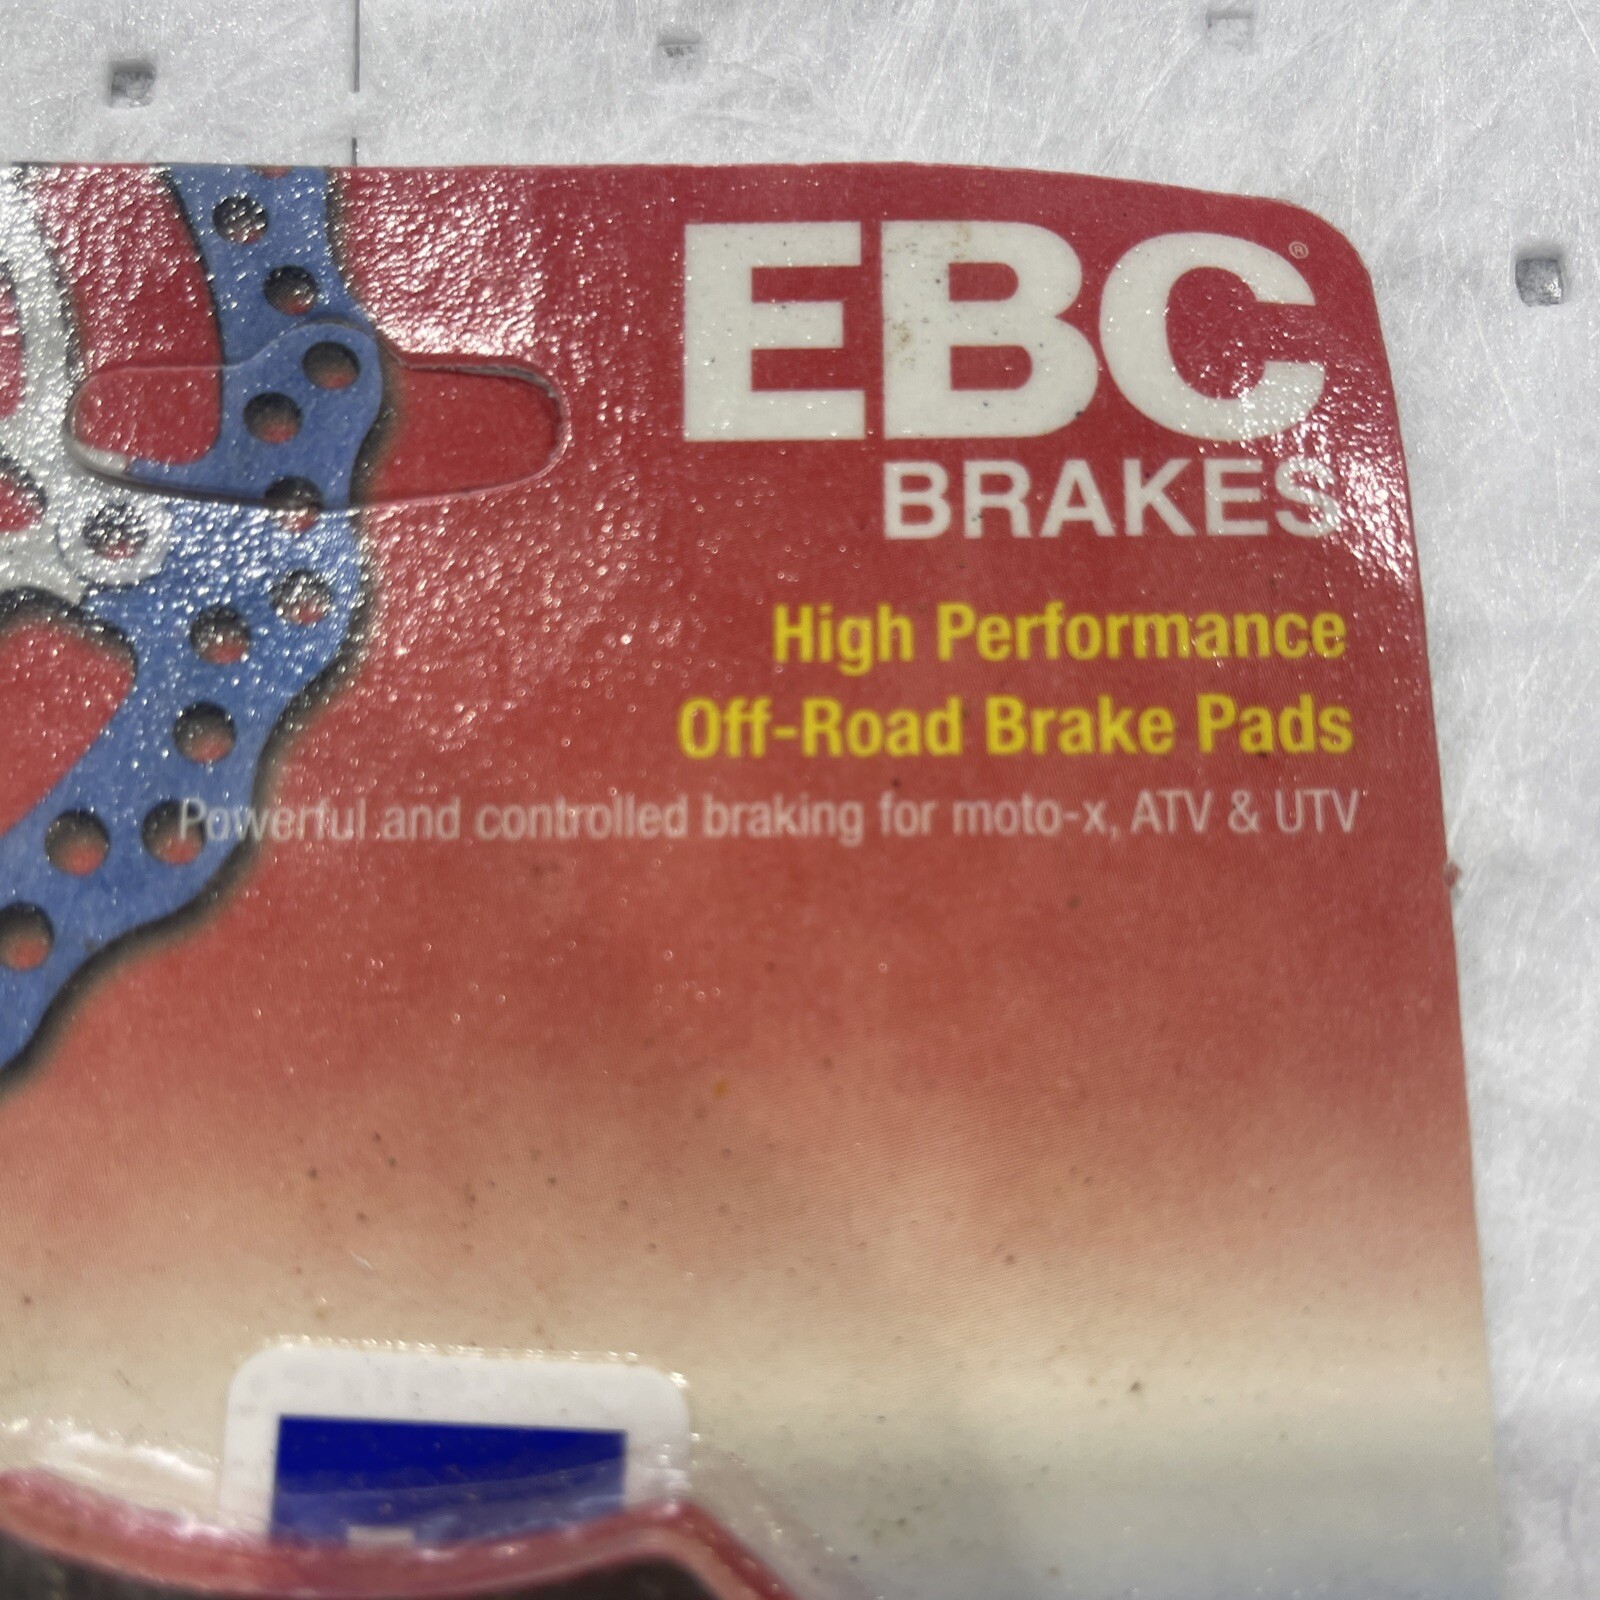 EBC®
BRAKES
High Performance
Off-Road Brake Pads
Powerful and controlled braking for moto-x, ATV & UTV